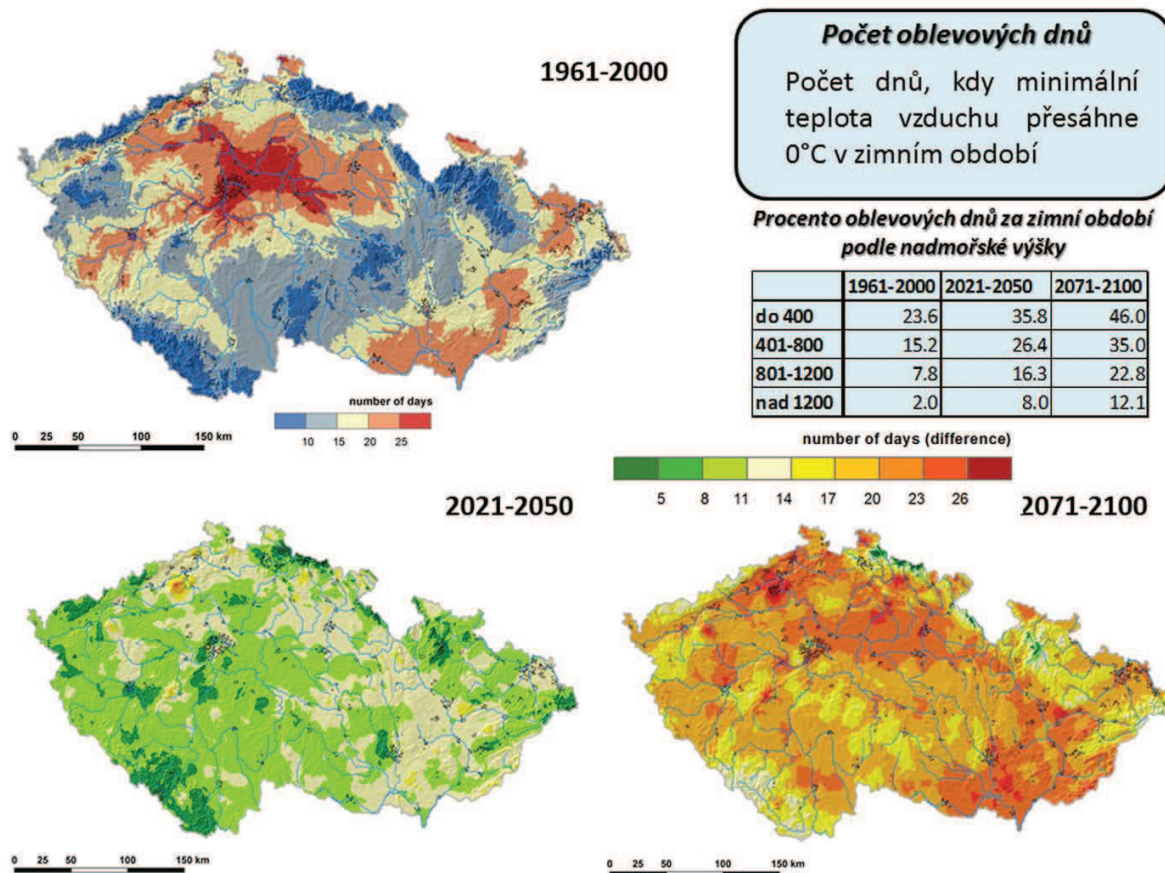 1961-2000
Počet oblevových dnů
Počet dnů, kdy minimální
teplota vzduchu přesáhne
0°C v zimním období
Procento oblevových dnů za zimní období
podle nadmořské výšky
1961-2000 2021-2050 2071-2100
do 400 23.6 35.8 46.0
401-800 15.2 26.4 35.0
801-1200 7.8 16.3 22.8
nad 1200 2.0 8.0 12.1
number of days
10 15 20 25
0 25 50 100 150 km
number of days (difference)
5 8 11 14 17 20 23 26
2021-2050
2071-2100
0 25 50 100 150 km
0 25 50 100 150 km